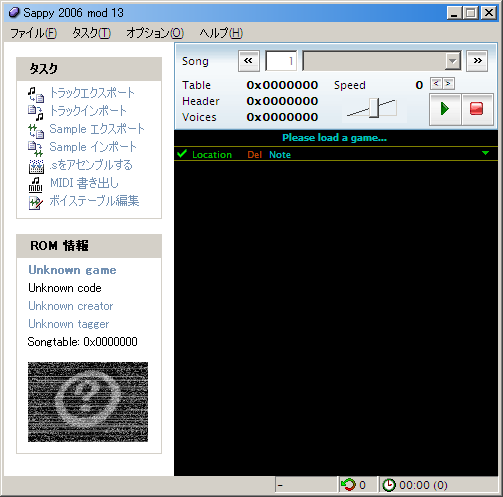 Sappy 2006 mod 13
ファイル(F) タスク(T) オプション(O) ヘルプ(H)
タスク
トラックエクスポート
トラックインポート
Sample エクスポート
Sample インポート
.sをアセンブルする
MIDI 書き出し
ボイステーブル編集
ROM 情報
Unknown game
Unknown code
Unknown creator
Unknown tagger
Songtable: 0x0000000
?
Song « 1 »
Table 0x0000000 Speed 0 < >
Header 0x0000000
Voices 0x0000000
Please load a game...
Location Del Note
- 0 00:00 (0)